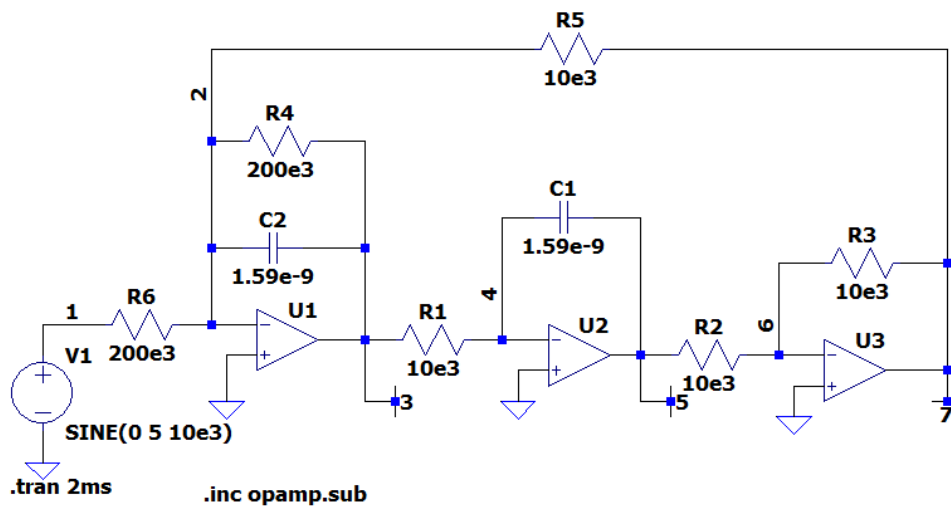 R5
10e3
2
R4
200e3
C2
1.59e-9
C1
1.59e-9
R3
10e3
1
R6
200e3
U1
R1
10e3
4
U2
R2
10e3
6
U3
V1
SINE(0 5 10e3)
3
5
7
.tran 2ms
.inc opamp.sub